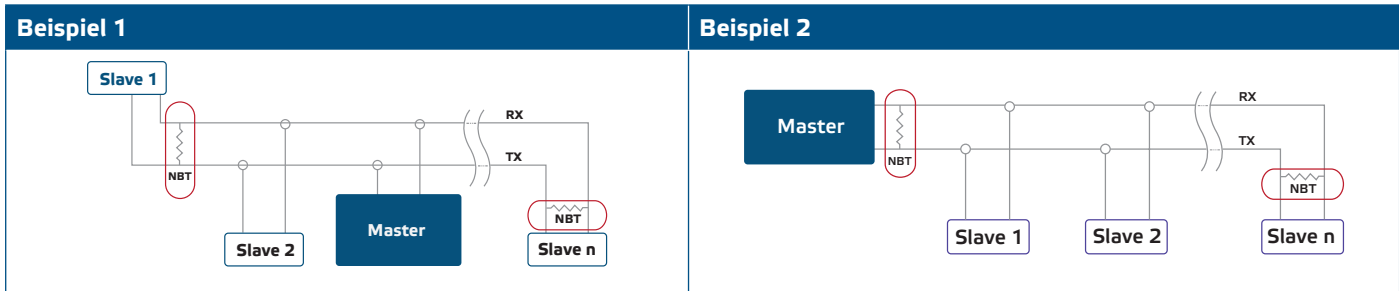 Beispiel 1
Slave 1
RX
TX
NBT
NBT
Master
Slave 2
Slave n
Beispiel 2
Master
RX
TX
NBT
NBT
Slave 1
Slave 2
Slave n